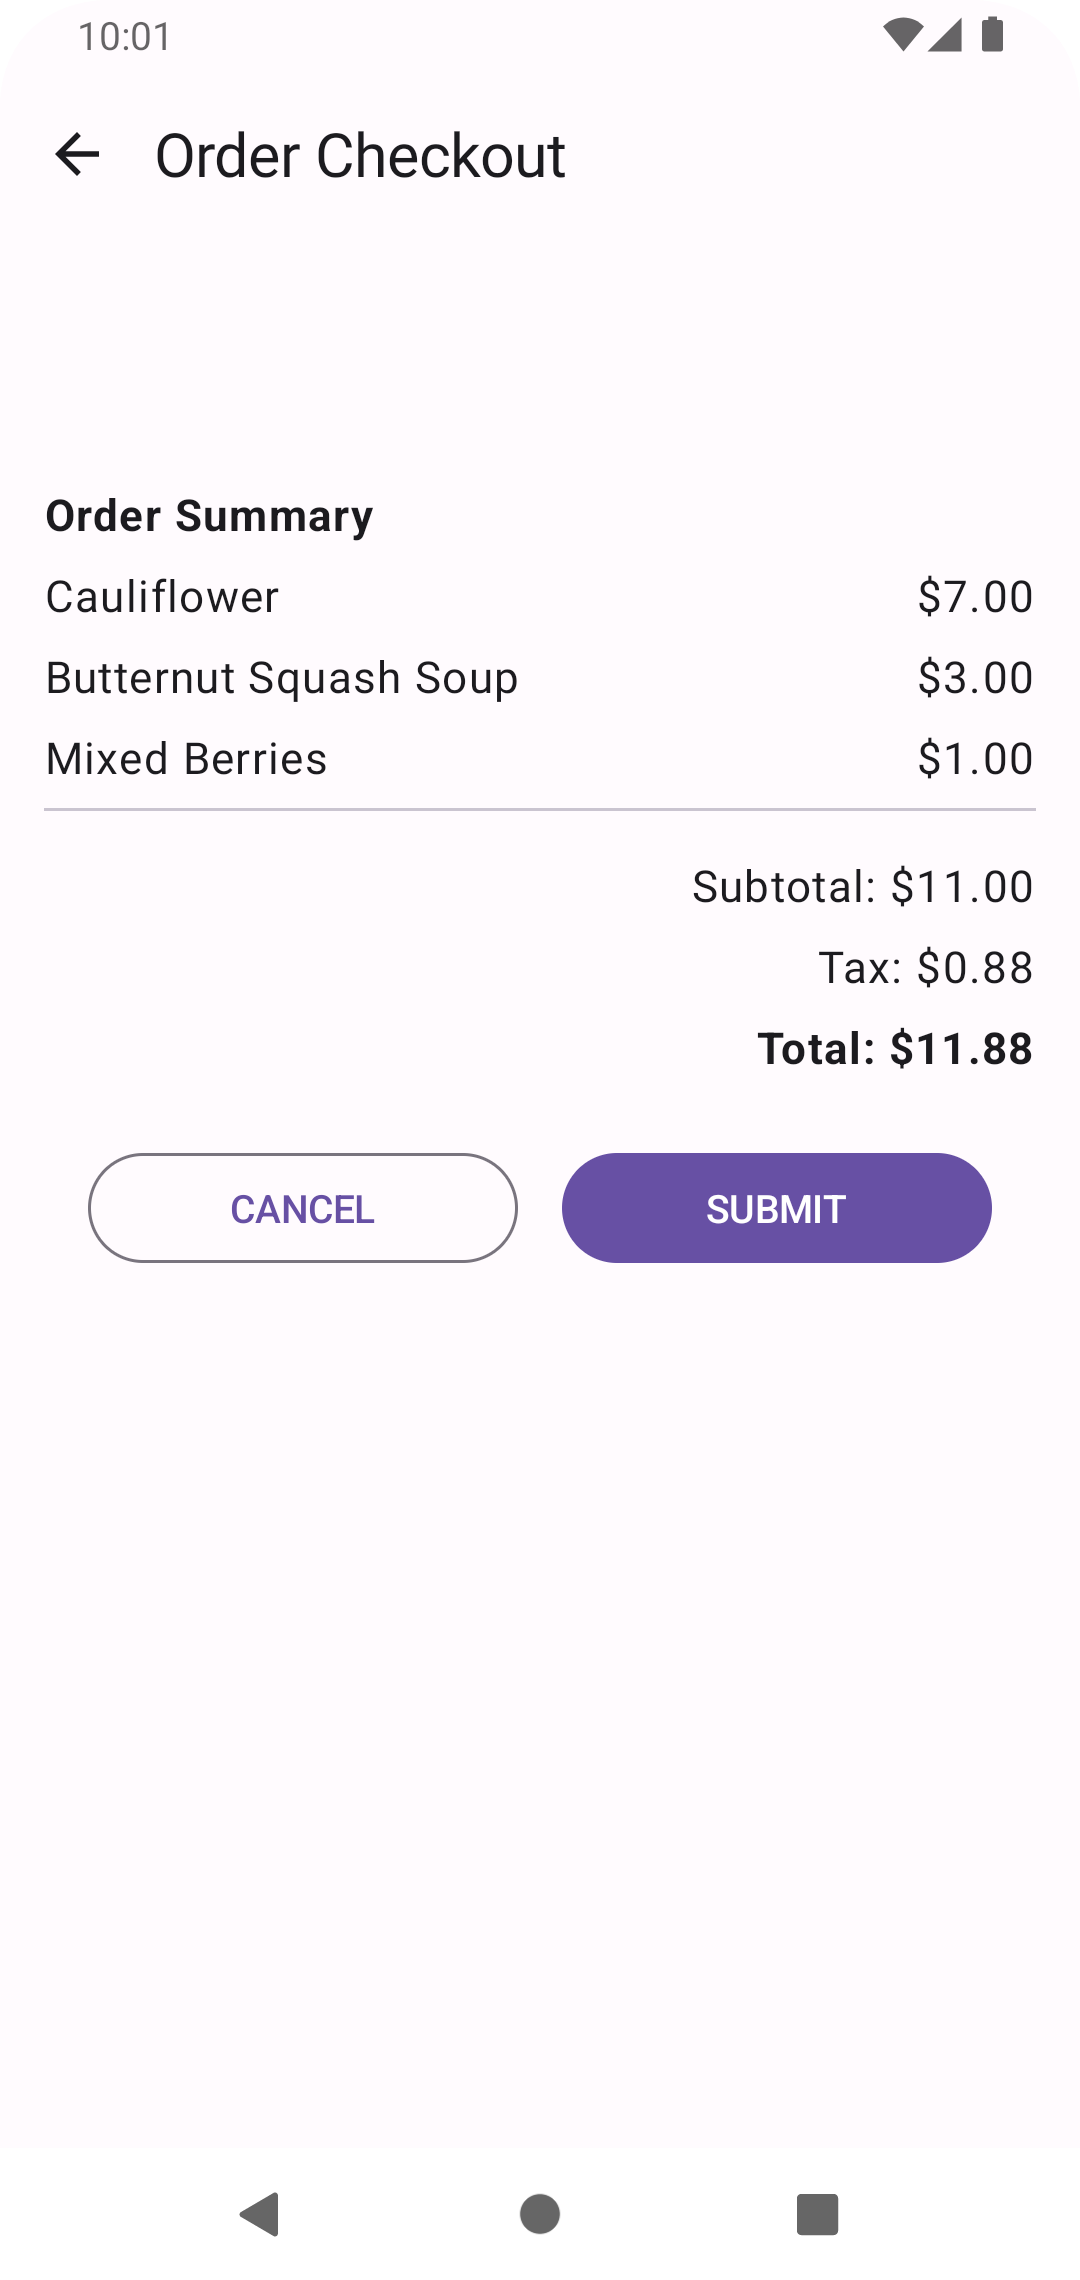 10:01
Order Checkout
Order Summary
Cauliflower $7.00
Butternut Squash Soup $3.00
Mixed Berries $1.00
Subtotal: $11.00
Tax: $0.88
Total: $11.88
CANCEL SUBMIT